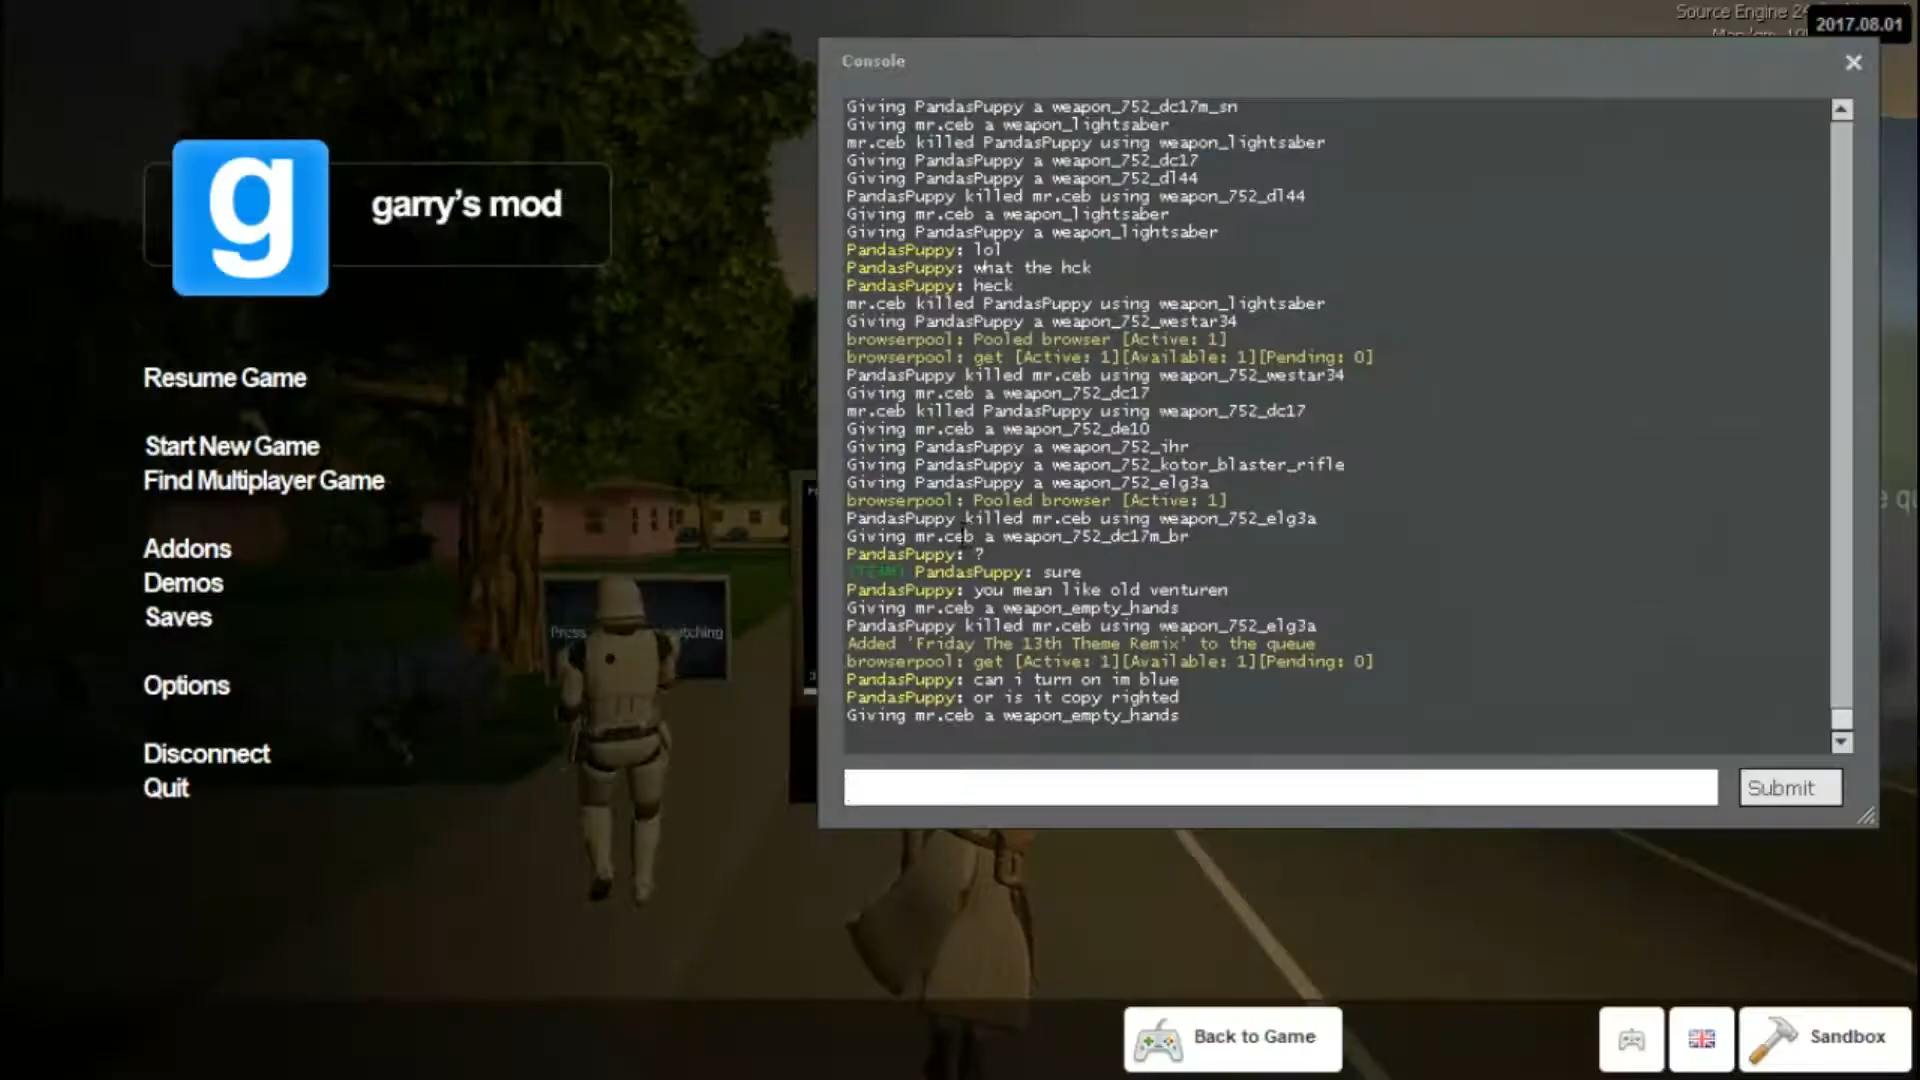 Source Engine 2
2017.08.01
g
garry's mod
Resume Game
Start New Game
Find Multiplayer Game
Addons
Demos
Saves
Options
Disconnect
Quit
Press
tching
Console
Giving PandasPuppy a weapon_752_dc17m_sn
Giving mr.ceb a weapon_lightsaber
mr.ceb killed PandasPuppy using weapon_lightsaber
Giving PandasPuppy a weapon_752_dc17
Giving PandasPuppy a weapon_752_dl44
PandasPuppy killed mr.ceb using weapon_752_dl44
Giving mr.ceb a weapon_lightsaber
Giving PandasPuppy a weapon_lightsaber
PandasPuppy: lol
PandasPuppy: what the hck
PandasPuppy: heck
mr.ceb killed PandasPuppy using weapon_lightsaber
Giving PandasPuppy a weapon_752_westar34
browserpool: Pooled browser [Active: 1]
browserpool: get [Active: 1][Available: 1][Pending: 0]
PandasPuppy killed mr.ceb using weapon_752_westar34
Giving mr.ceb a weapon_752_dc17
mr.ceb killed PandasPuppy using weapon_752_dc17
Giving mr.ceb a weapon_752_de10
Giving PandasPuppy a weapon_752_ihr
Giving PandasPuppy a weapon_752_kotor_blaster_rifle
Giving PandasPuppy a weapon_752_elg3a
browserpool: Pooled browser [Active: 1]
PandasPuppy killed mr.ceb using weapon_752_elg3a
Giving mr.ceb a weapon_752_dc17m_br
PandasPuppy: ?
(TEAM) PandasPuppy: sure
PandasPuppy: you mean like old venturen
Giving mr.ceb a weapon_empty_hands
PandasPuppy killed mr.ceb using weapon_752_elg3a
Added 'Friday The 13th Theme Remix' to the queue
browserpool: get [Active: 1][Available: 1][Pending: 0]
PandasPuppy: can i turn on im blue
PandasPuppy: or is it copy righted
Giving mr.ceb a weapon_empty_hands
Submit
Back to Game
Sandbox